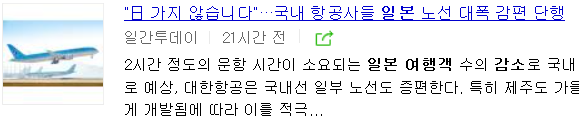 "日 가지 않습니다"…국내 항공사들 일본 노선 대폭 감편 단행
일간투데이 | 21시간 전 |
2시간 정도의 운항 시간이 소요되는 일본 여행객 수의 감소로 국내
로 예상, 대한항공은 국내선 일부 노선도 증편한다. 특히 제주도 가을
게 개발됨에 따라 이를 적극...